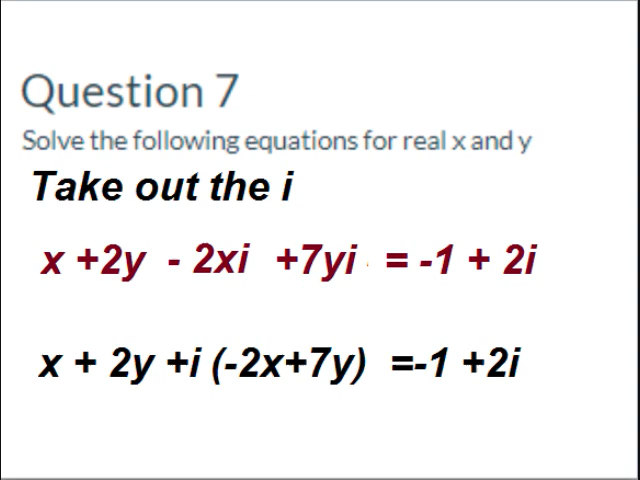 Question 7
Solve the following equations for real x and y
Take out the i
x +2y - 2xi +7yi = -1 + 2i
x + 2y +i (-2x+7y) =-1 +2i